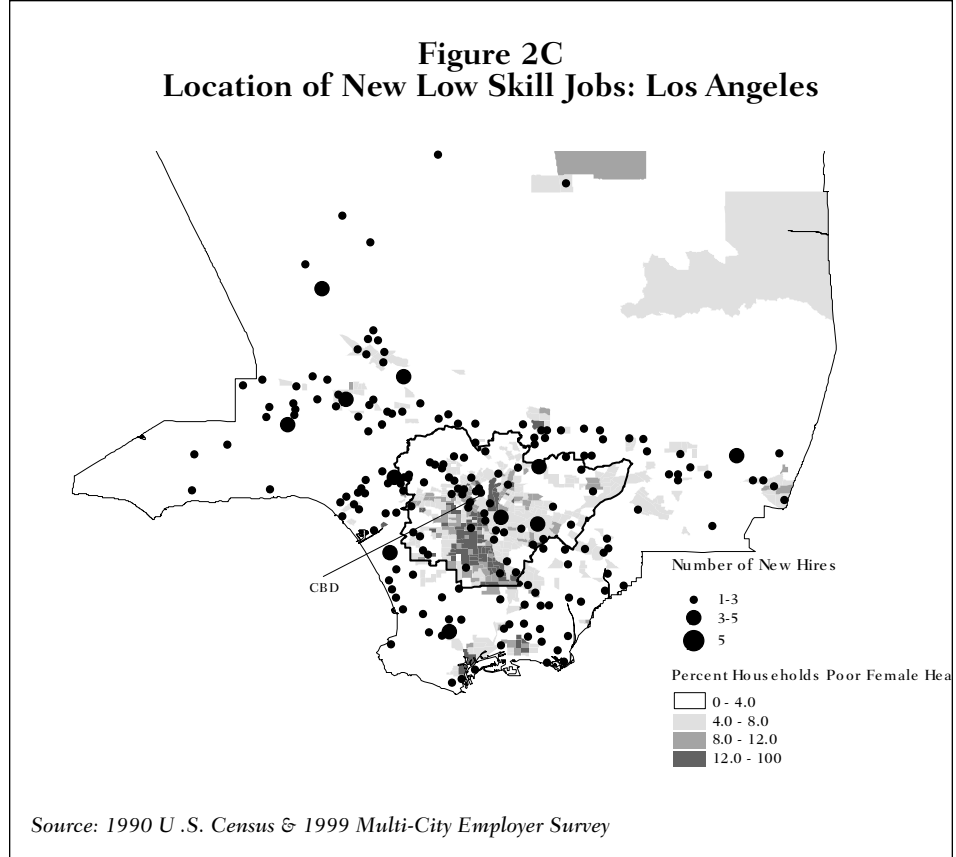 Figure 2C
Location of New Low Skill Jobs: Los Angeles
CBD
Number of New Hires
1-3
3-5
5
Percent Households Poor Female Hea
0 - 4.0
4.0 - 8.0
8.0 - 12.0
12.0 - 100
Source: 1990 U .S. Census & 1999 Multi-City Employer Survey